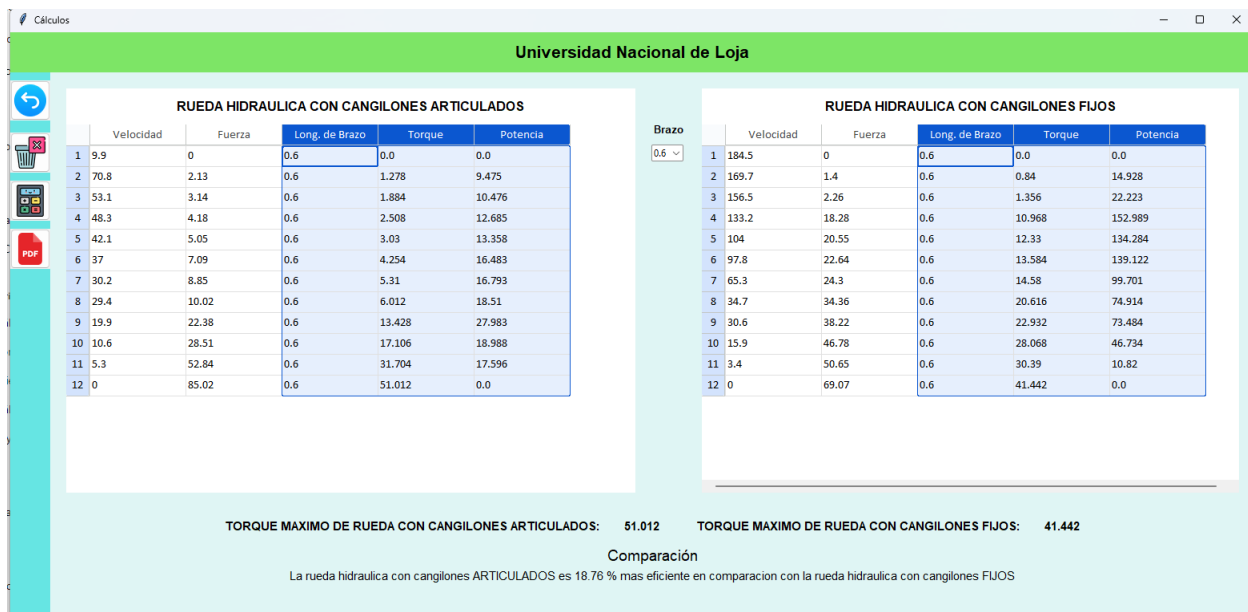 Cálculos
Universidad Nacional de Loja
RUEDA HIDRAULICA CON CANGILONES ARTICULADOS
Velocidad Fuerza Long. de Brazo Torque Potencia
1 9.9 0 0.6 0.0 0.0
2 70.8 2.13 0.6 1.278 9.475
3 53.1 3.14 0.6 1.884 10.476
4 48.3 4.18 0.6 2.508 12.685
5 42.1 5.05 0.6 3.03 13.358
6 37 7.09 0.6 4.254 16.483
7 30.2 8.85 0.6 5.31 16.793
8 29.4 10.02 0.6 6.012 18.51
9 19.9 22.38 0.6 13.428 27.983
10 10.6 28.51 0.6 17.106 18.988
11 5.3 52.84 0.6 31.704 17.596
12 0 85.02 0.6 51.012 0.0
Brazo
0.6
RUEDA HIDRAULICA CON CANGILONES FIJOS
Velocidad Fuerza Long. de Brazo Torque Potencia
1 184.5 0 0.6 0.0 0.0
2 169.7 1.4 0.6 0.84 14.928
3 156.5 2.26 0.6 1.356 22.223
4 133.2 18.28 0.6 10.968 152.989
5 104 20.55 0.6 12.33 134.284
6 97.8 22.64 0.6 13.584 139.122
7 65.3 24.3 0.6 14.58 99.701
8 34.7 34.36 0.6 20.616 74.914
9 30.6 38.22 0.6 22.932 73.484
10 15.9 46.78 0.6 28.068 46.734
11 3.4 50.65 0.6 30.39 10.82
12 0 69.07 0.6 41.442 0.0
PDF
TORQUE MAXIMO DE RUEDA CON CANGILONES ARTICULADOS: 51.012 TORQUE MAXIMO DE RUEDA CON CANGILONES FIJOS: 41.442
Comparación
La rueda hidraulica con cangilones ARTICULADOS es 18.76 % mas eficiente en comparacion con la rueda hidraulica con cangilones FIJOS